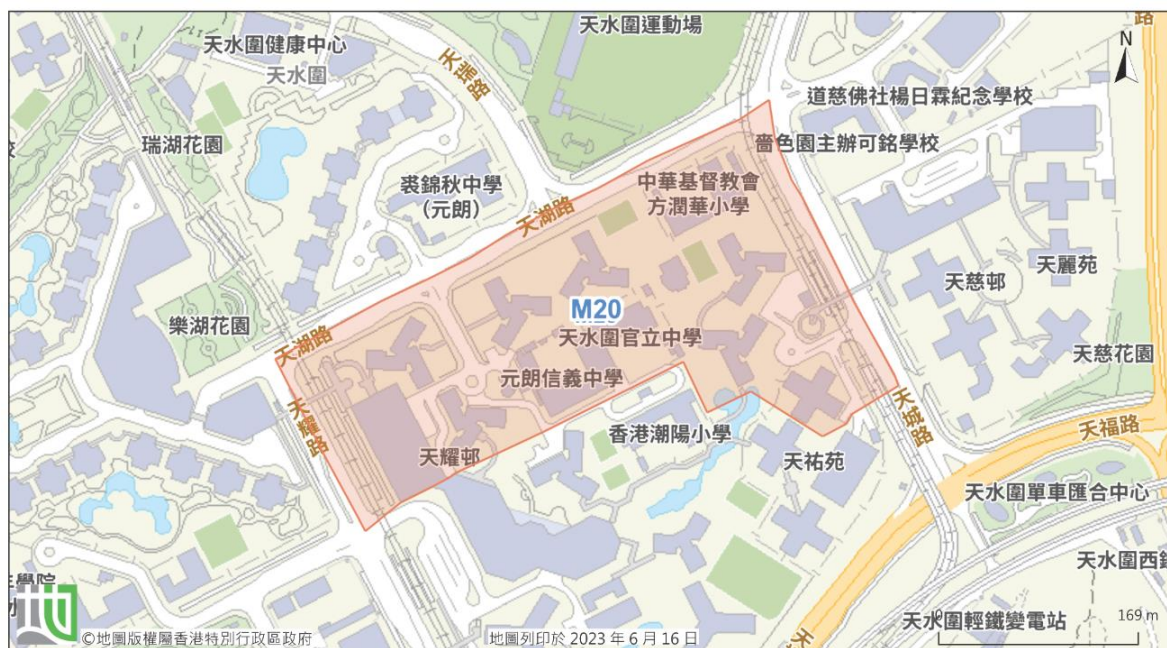 天水圍運動場
路
N
天水圍健康中心
天水圍
天瑞路
道慈佛社楊日霖紀念學校
瑞湖花園
嗇色園主辦可銘學校
裘錦秋中學
（元朗）
中華基督教會
方潤華小學
天湖路
天麗苑
天慈邨
M20
樂湖花園
天水圍官立中學
天湖路
天慈花園
元朗信義中學
天耀路
天城路
天福路
香港潮陽小學
天耀邨
天祐苑
天水圍單車匯合中心
天水圍西鐵
學院
天水圍輕鐵變電站
0
169 m
©地圖版權屬香港特別行政區政府
地圖列印於 2023 年 6 月 16 日
天